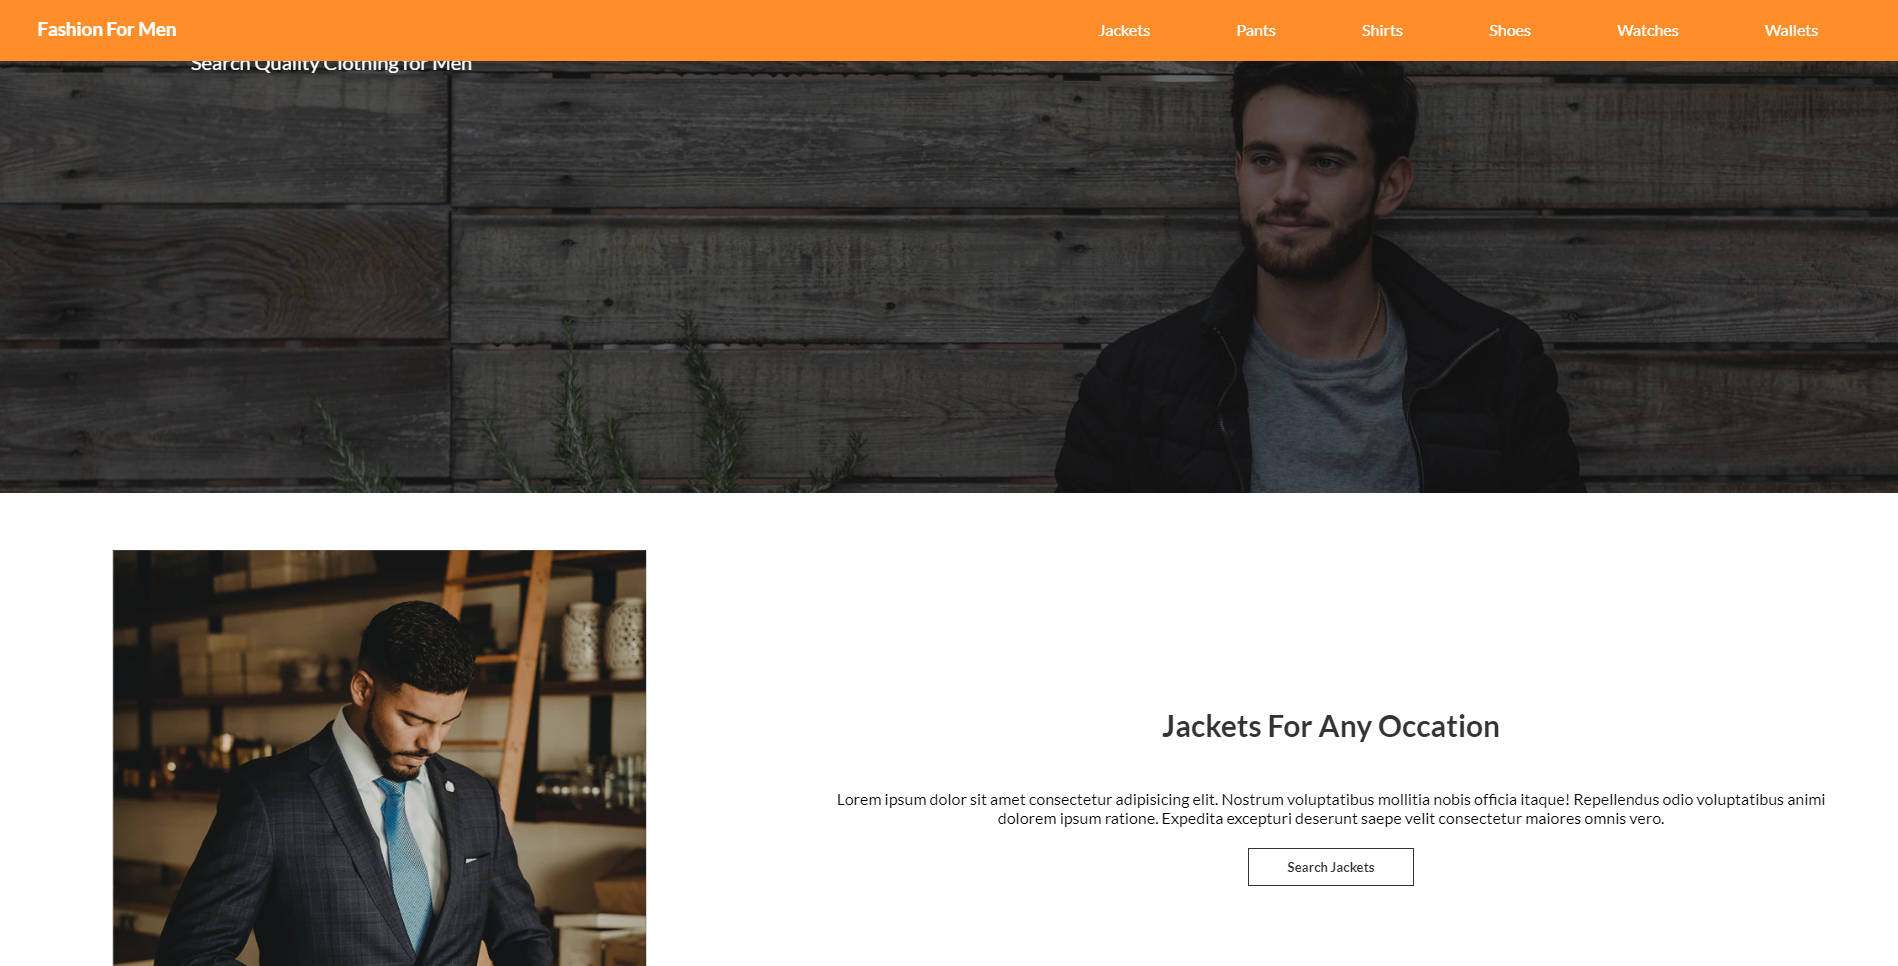 Fashion For Men
Jackets
Pants
Shirts
Shoes
Watches
Wallets
Search Quality Clothing for Men
Jackets For Any Occation
Lorem ipsum dolor sit amet consectetur adipisicing elit. Nostrum voluptatibus mollitia nobis officia itaque! Repellendus odio voluptatibus animi
dolorem ipsum ratione. Expedita excepturi deserunt saepe velit consectetur maiores omnis vero.
Search Jackets